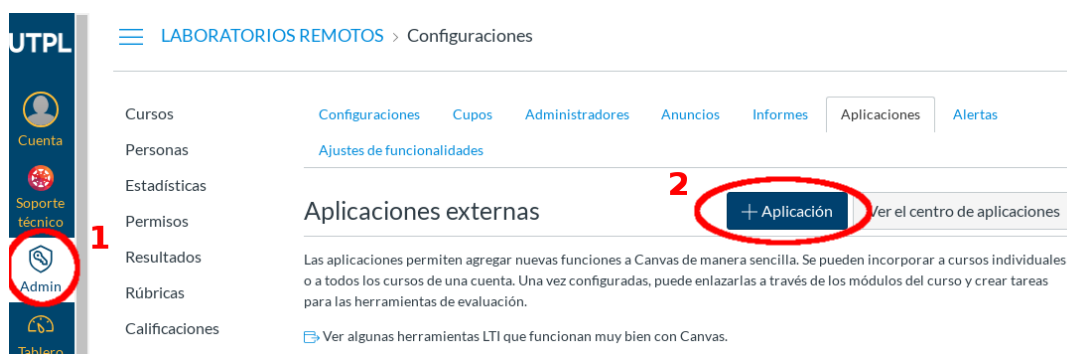 UTPL
LABORATORIOS REMOTOS > Configuraciones
Cuenta
Soporte
técnico
1
Admin
Tablero
Cursos
Personas
Estadísticas
Permisos
Resultados
Rúbricas
Calificaciones
Configuraciones Cupos Administradores Anuncios Informes Aplicaciones Alertas
Ajustes de funcionalidades
2
Aplicaciones externas
+ Aplicación
Ver el centro de aplicaciones
Las aplicaciones permiten agregar nuevas funciones a Canvas de manera sencilla. Se pueden incorporar a cursos individuales
o a todos los cursos de una cuenta. Una vez configuradas, puede enlazarlas a través de los módulos del curso y crear tareas
para las herramientas de evaluación.
Ver algunas herramientas LTI que funcionan muy bien con Canvas.